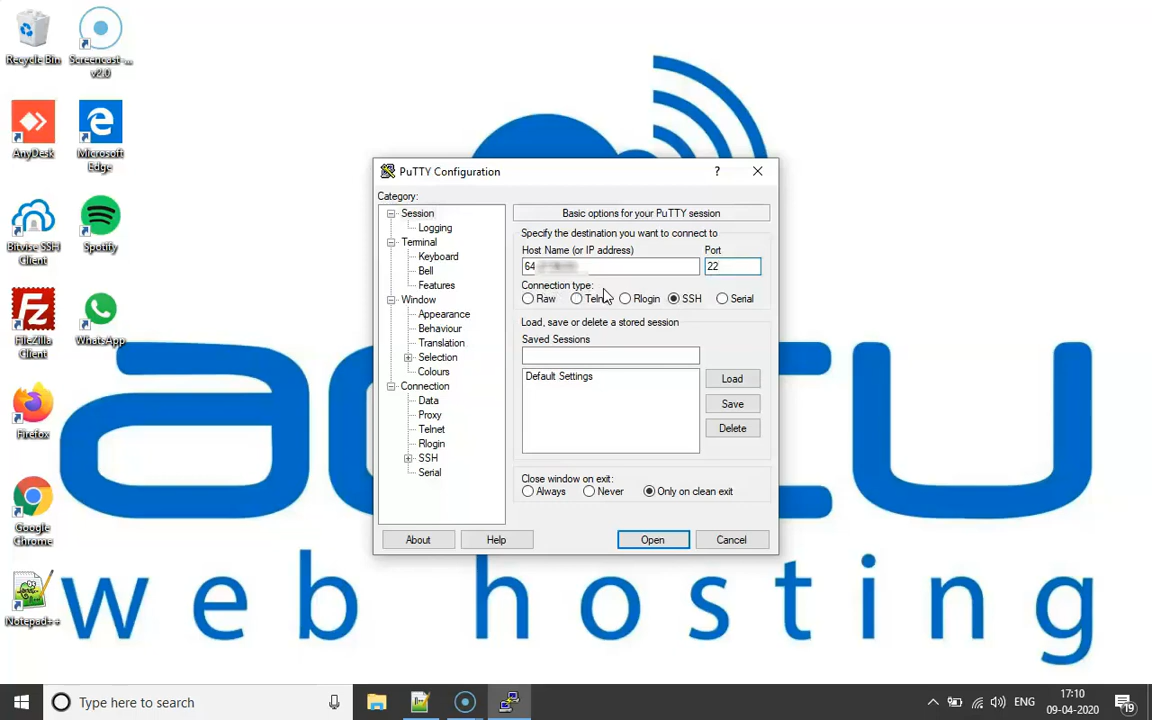 Recycle Bin
Screencast-...
v2.0
AnyDesk
Microsoft
Edge
Bitvise SSH
Client
Spotify
FileZilla
Client
WhatsApp
Firefox
Google
Chrome
Notepad++
PuTTY Configuration
?
Category:
Session
Logging
Terminal
Keyboard
Bell
Features
Window
Appearance
Behaviour
Translation
Selection
Colours
Connection
Data
Proxy
Telnet
Rlogin
SSH
Serial
Basic options for your PuTTY session
Specify the destination you want to connect to
Host Name (or IP address) Port
64 22
Connection type:
Raw Rlogin SSH Serial
Load, save or delete a stored session
Saved Sessions
Default Settings
Load
Save
Delete
Close window on exit:
Always Never Only on clean exit
About Help Open Cancel
web hosting
Type here to search
ENG
17:10
09-04-2020
19